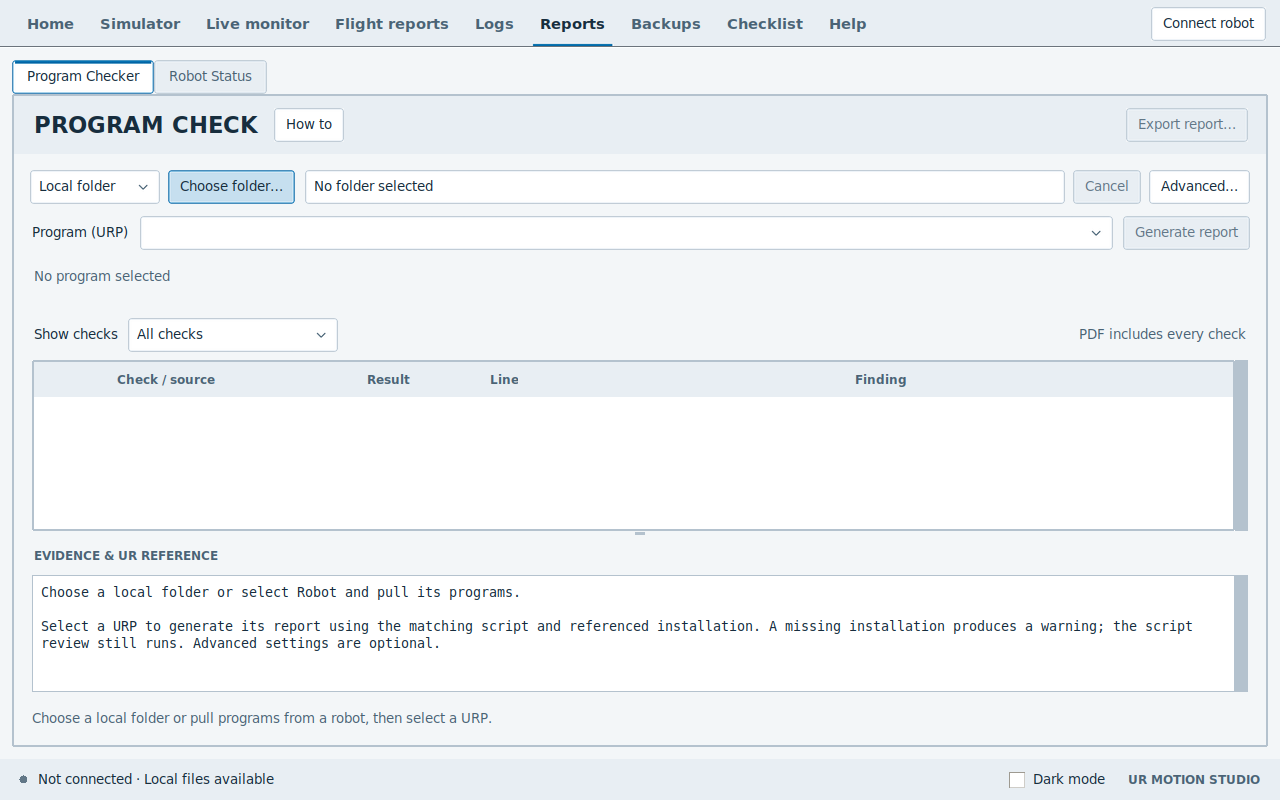 Home Simulator Live monitor Flight reports Logs Reports Backups Checklist Help Connect robot
Program Checker Robot Status
PROGRAM CHECK How to Export report...
Local folder Choose folder... No folder selected Cancel Advanced...
Program (URP) Generate report
No program selected
Show checks All checks PDF includes every check
Check / source Result Line Finding
EVIDENCE & UR REFERENCE
Choose a local folder or select Robot and pull its programs.
Select a URP to generate its report using the matching script and referenced installation. A missing installation produces a warning; the script
review still runs. Advanced settings are optional.
Choose a local folder or pull programs from a robot, then select a URP.
Not connected · Local files available Dark mode UR MOTION STUDIO